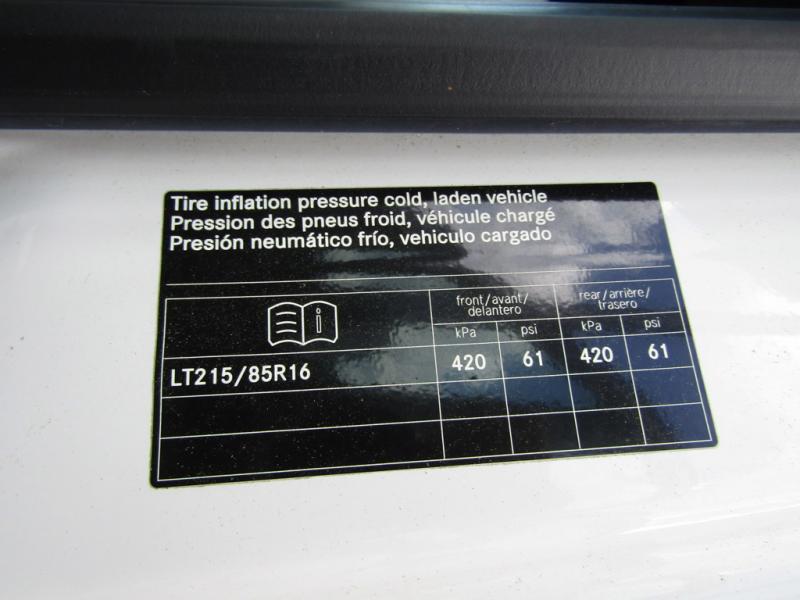 Tire inflation pressure cold, laden vehicle
Pression des pneus froid, véhicule chargé
Presión neumático frío, vehiculo cargado
front/avant/ rear/arrière/
delantero trasero
kPa psi kPa psi
LT215/85R16 420 61 420 61